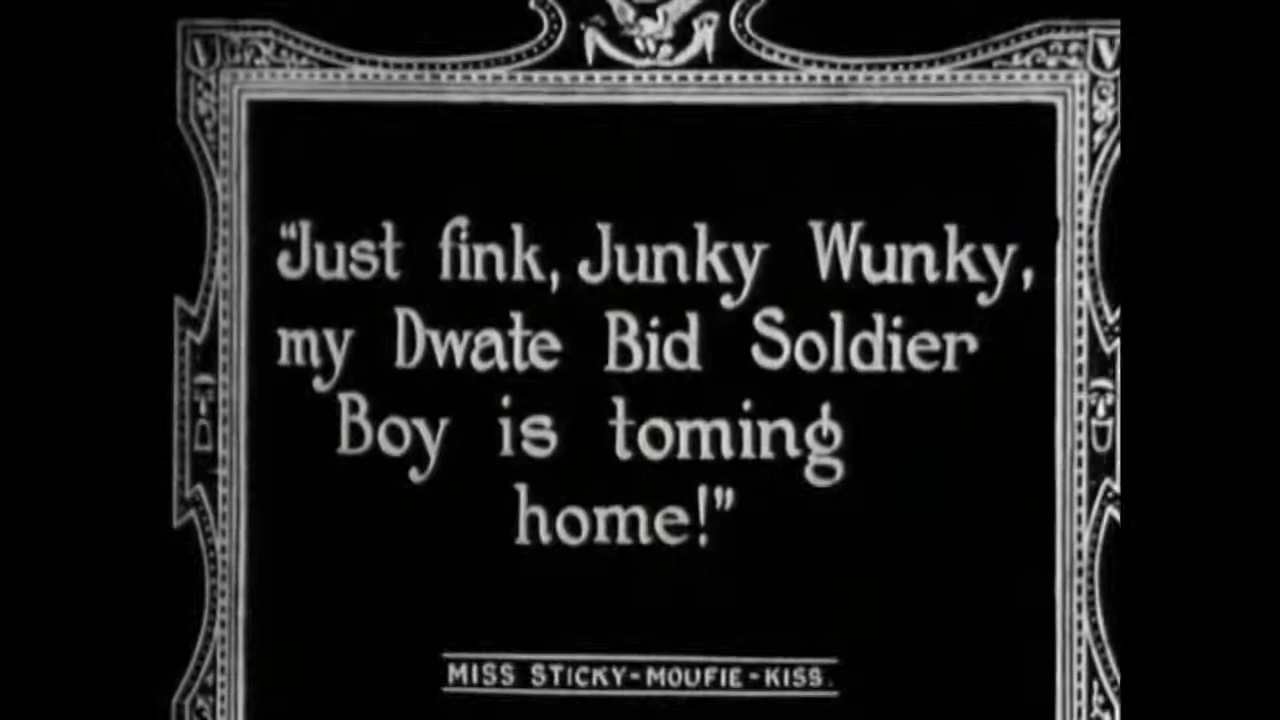 “Just fink, Junky Wunky,
my Dwate Bid Soldier
Boy is toming
home!”
MISS STICKY-MOUFIE-KISS.